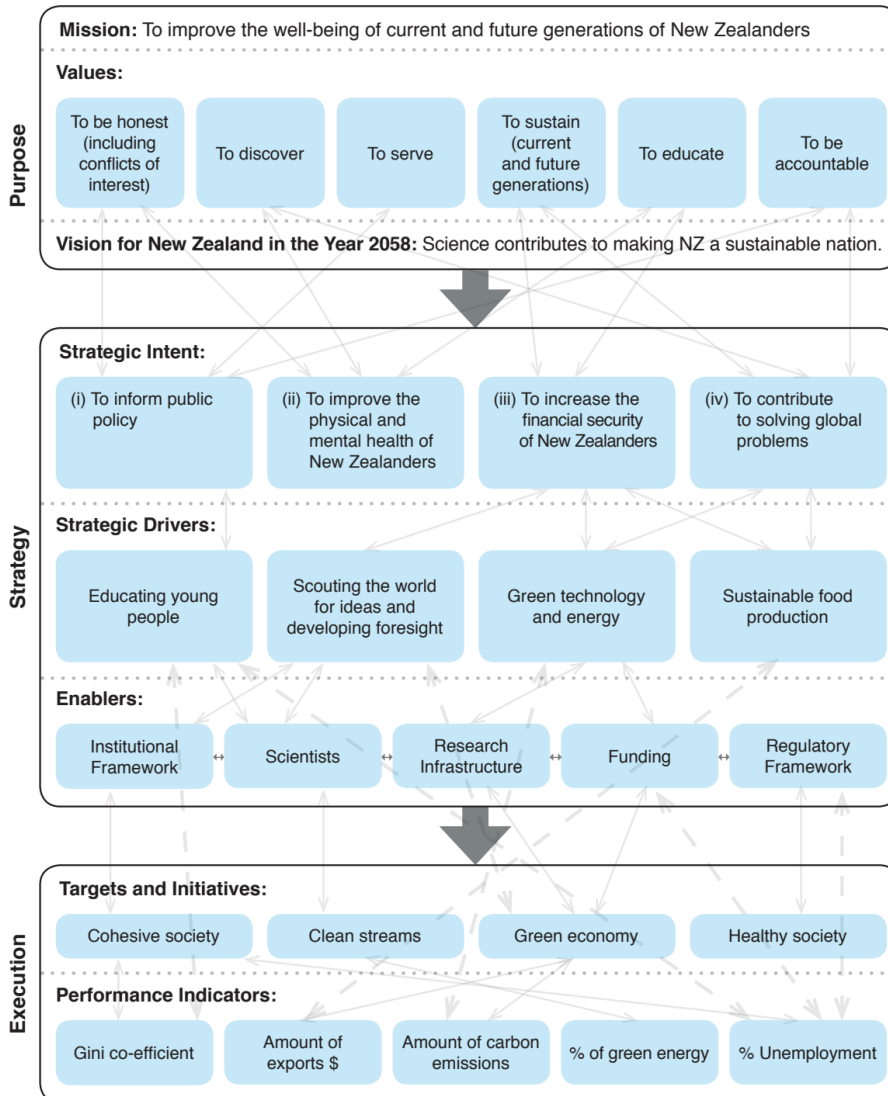 Purpose
Mission: To improve the well-being of current and future generations of New Zealanders
Values:
To be honest
(including
conflicts of
interest)
To discover
To serve
To sustain
(current
and future
generations)
To educate
To be
accountable
Vision for New Zealand in the Year 2058: Science contributes to making NZ a sustainable nation.
Strategy
Strategic Intent:
(i) To inform public
policy
(ii) To improve the
physical and
mental health of
New Zealanders
(iii) To increase the
financial security
of New Zealanders
(iv) To contribute
to solving global
problems
Strategic Drivers:
Educating young
people
Scouting the world
for ideas and
developing foresight
Green technology
and energy
Sustainable food
production
Enablers:
Institutional
Framework
Scientists
Research
Infrastructure
Funding
Regulatory
Framework
Execution
Targets and Initiatives:
Cohesive society
Clean streams
Green economy
Healthy society
Performance Indicators:
Gini co-efficient
Amount of
exports $
Amount of carbon
emissions
% of green energy
% Unemployment